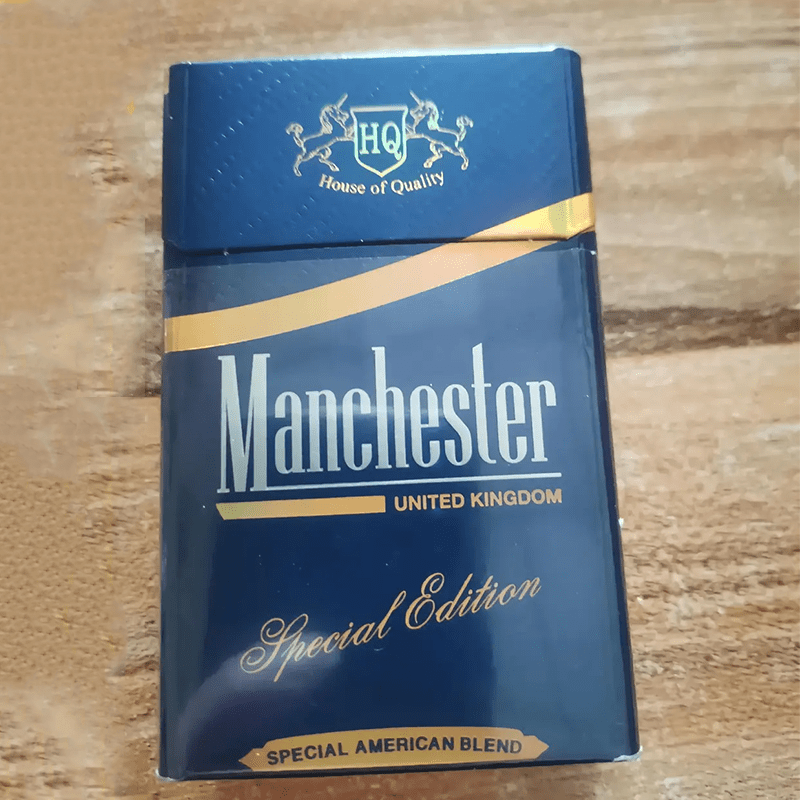 HQ
House of Quality
Manchester
UNITED KINGDOM
Special Edition
SPECIAL AMERICAN BLEND